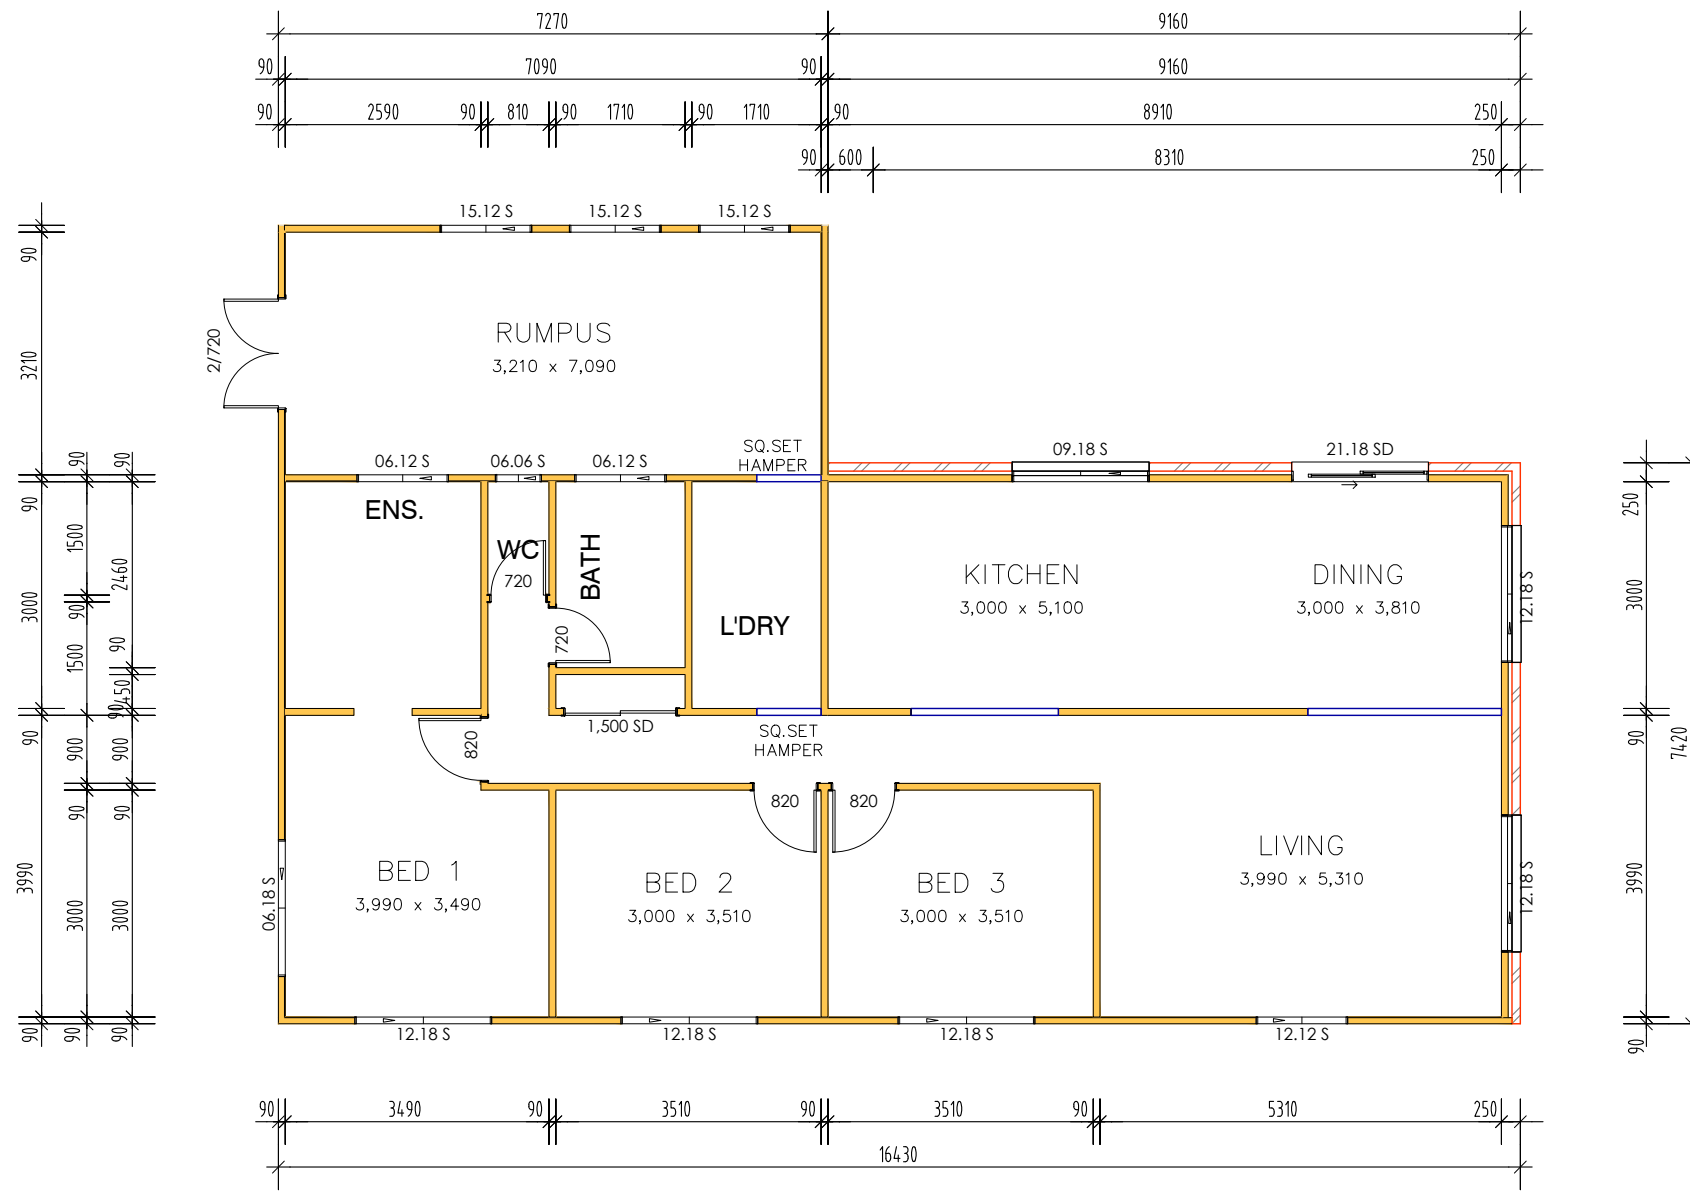 7270 9160
90 7090 90 9160
90 2590 90 810 90 1710 90 1710 90 8910 250
90 600 8310 250
15.12 S 15.12 S 15.12 S
90
2/720
RUMPUS
3,210 x 7,090
3210
SQ.SET
HAMPER
06.12 S 06.06 S 06.12 S
09.18 S 21.18 SD
90 90
90
ENS.
WC
720
BATH
720
L'DRY
KITCHEN
3,000 x 5,100
DINING
3,000 x 3,810
12.18 S
250
3000
3000
1500
90
1500
2460
90
450
90
1,500 SD
SQ.SET
HAMPER
820
90 900 900
90
7420
90 90
820 820
BED 1
3,990 x 3,490
BED 2
3,000 x 3,510
BED 3
3,000 x 3,510
LIVING
3,990 x 5,310
06.18 S
12.18 S
3990 3000 3000
3990
12.18 S 12.18 S 12.18 S 12.12 S
90 90 90 90
90 3490 90 3510 90 3510 90 5310 250
16430